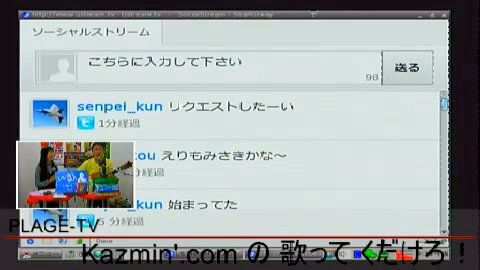 http://www.ustream.tv - Ustream.tv - SocialStream - SeaMonkey
ソーシャルストリーム
こちらに入力して下さい
98
送る
senpei_kun リクエストしたーい
1分経過
ou えりもみさきかな〜
senpei_kun 始まってた
5 分経過
PLAGE-TV
Done
Kazmin'.com の 歌ってくだけろ!